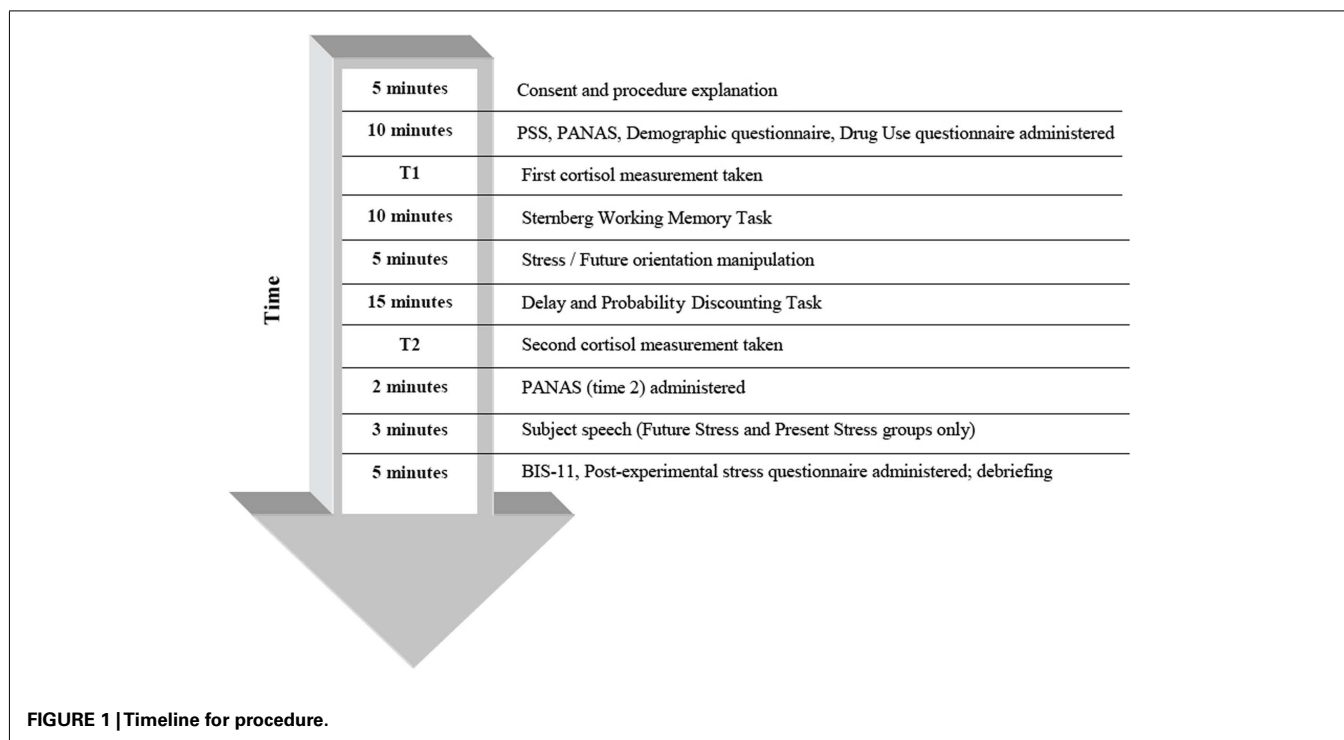 5 minutes Consent and procedure explanation
10 minutes PSS, PANAS, Demographic questionnaire, Drug Use questionnaire administered
T1 First cortisol measurement taken
10 minutes Sternberg Working Memory Task
5 minutes Stress / Future orientation manipulation
15 minutes Delay and Probability Discounting Task
T2 Second cortisol measurement taken
2 minutes PANAS (time 2) administered
3 minutes Subject speech (Future Stress and Present Stress groups only)
5 minutes BIS-11, Post-experimental stress questionnaire administered; debriefing
Time
FIGURE 1 | Timeline for procedure.